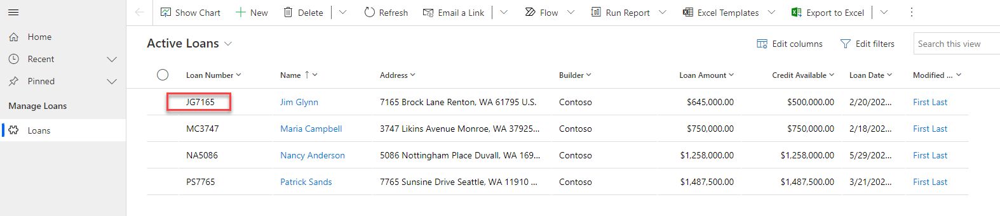 Show Chart New Delete Refresh Email a Link Flow Run Report Excel Templates Export to Excel
Home
Recent
Pinned
Manage Loans
Loans
Active Loans Edit columns Edit filters Search this view
Loan Number Name Address Builder Loan Amount Credit Available Loan Date Modified ...
JG7165 Jim Glynn 7165 Brock Lane Renton, WA 61795 U.S. Contoso $645,000.00 $500,000.00 2/20/202... First Last
MC3747 Maria Campbell 3747 Likins Avenue Monroe, WA 37925... Contoso $750,000.00 $750,000.00 2/18/202... First Last
NA5086 Nancy Anderson 5086 Nottingham Place Duvall, WA 169... Contoso $1,258,000.00 $1,258,000.00 5/29/202... First Last
PS7765 Patrick Sands 7765 Sunsine Drive Seattle, WA 11910 ... Contoso $1,487,500.00 $1,487,500.00 3/21/202... First Last